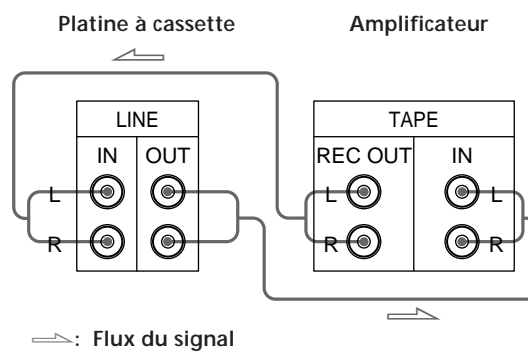 Platine à cassette Amplificateur
LINE TAPE
IN OUT REC OUT IN
L L L
R R R
: Flux du signal